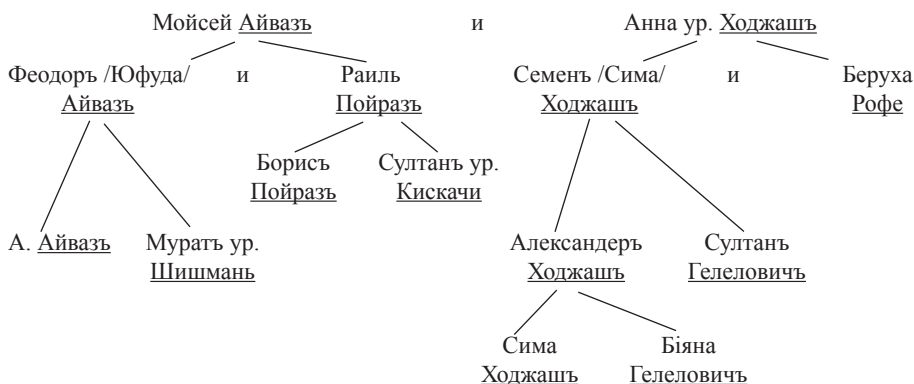 Мойсей Айвазъ и Анна ур. Ходжашъ
Феодоръ /Юфуда/ и Раиль Семенъ /Сима/ и Беруха
Айвазъ Пойразъ Ходжашъ Рофе
Борисъ Султанъ ур.
Пойразъ Кискачи
А. Айвазъ Муратъ ур. Александеръ Султанъ
Шишмань Ходжашъ Гелеловичъ
Сима Біяна
Ходжашъ Гелеловичъ